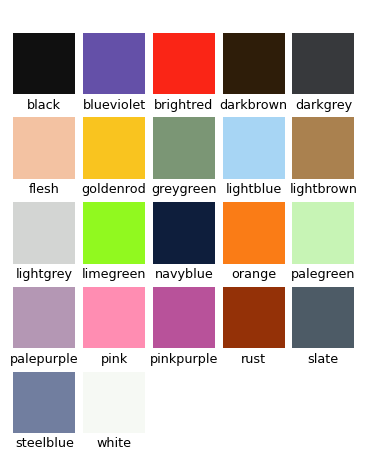 black blueviolet brightred darkbrown darkgrey
flesh goldenrod greygreen lightblue lightbrown
lightgrey limegreen navyblue orange palegreen
palepurple pink pinkpurple rust slate
steelblue white